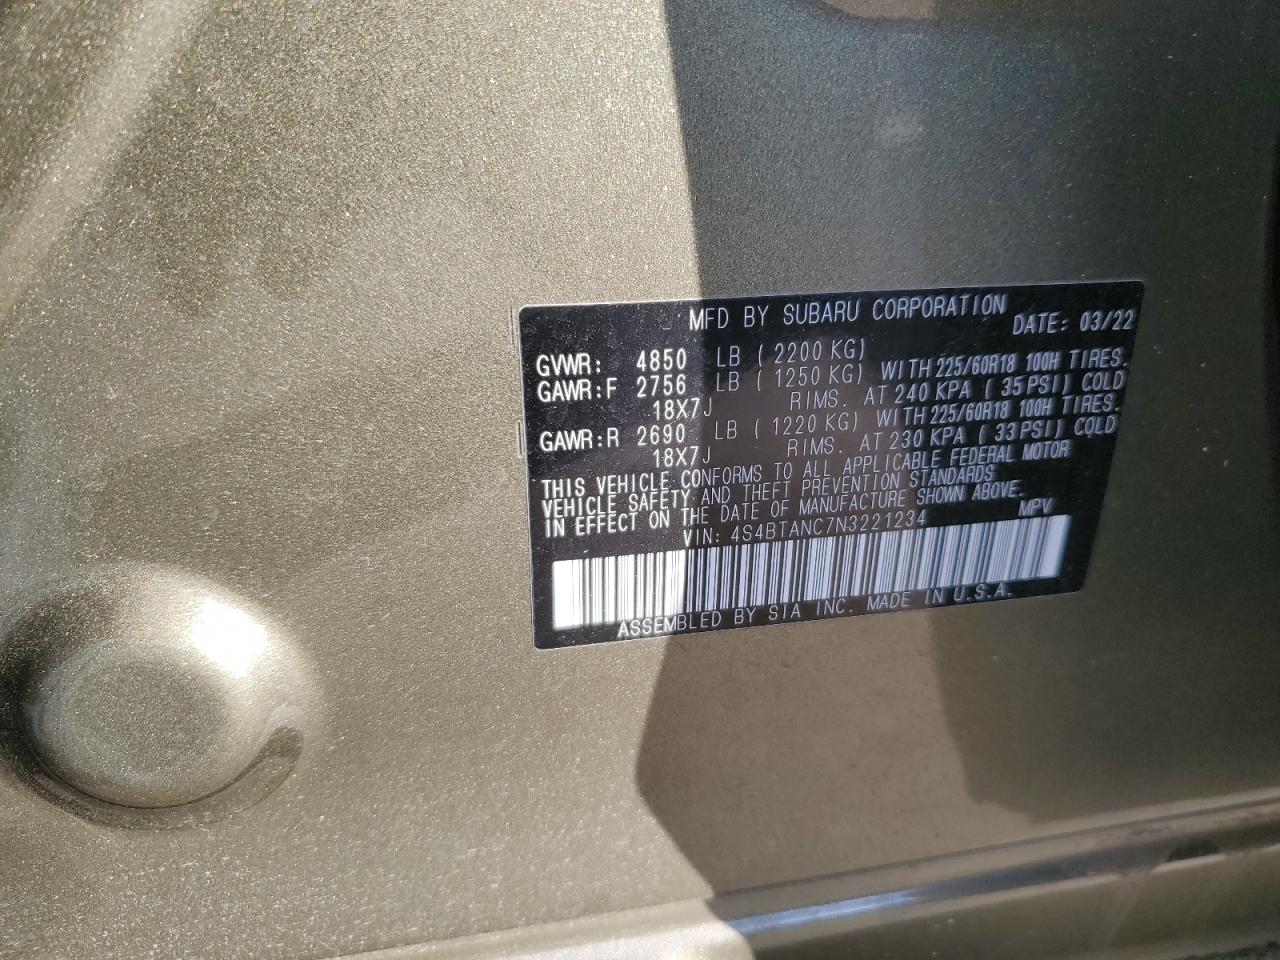 MFD BY SUBARU CORPORATION DATE: 03/22
GVWR: 4850 LB ( 2200 KG)
GAWR:F 2756 LB ( 1250 KG) WITH 225/60R18 100H TIRES.
18X7J RIMS. AT 240 KPA ( 35 PSI) COLD
GAWR:R 2690 LB ( 1220 KG) WITH 225/60R18 100H TIRES.
18X7J RIMS. AT 230 KPA ( 33 PSI) COLD
THIS VEHICLE CONFORMS TO ALL APPLICABLE FEDERAL MOTOR
VEHICLE SAFETY AND THEFT PREVENTION STANDARDS
IN EFFECT ON THE DATE OF MANUFACTURE SHOWN ABOVE.
VIN: 4S4BTANC7N3221234 MPV
ASSEMBLED BY SIA INC. MADE IN U.S.A.